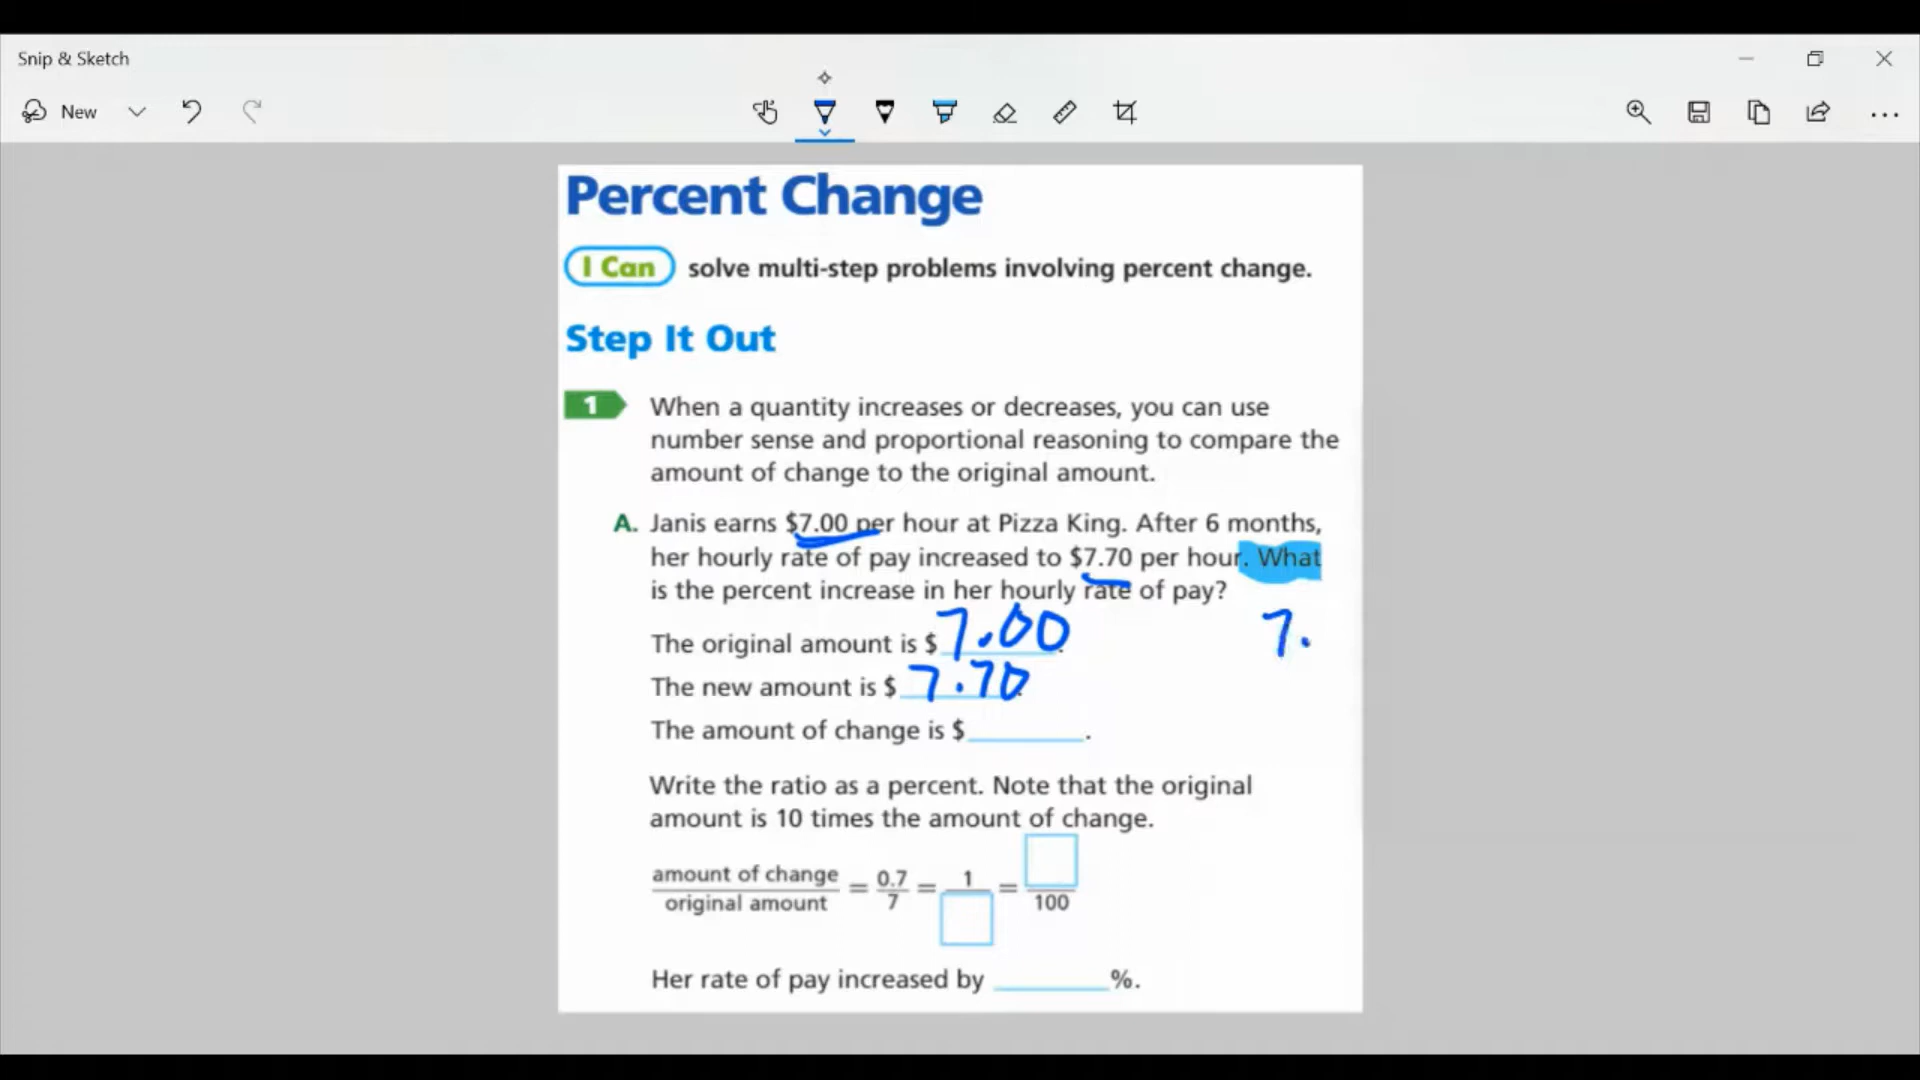 Snip & Sketch
New
Percent Change
I Can solve multi-step problems involving percent change.
Step It Out
1 When a quantity increases or decreases, you can use
number sense and proportional reasoning to compare the
amount of change to the original amount.
A. Janis earns $7.00 per hour at Pizza King. After 6 months,
her hourly rate of pay increased to $7.70 per hour. What
is the percent increase in her hourly rate of pay?
The original amount is $ 7.00.
7.
The new amount is $ 7.70.
The amount of change is $ ________.
Write the ratio as a percent. Note that the original
amount is 10 times the amount of change.
amount of change / original amount = 0.7 / 7 = 1 / □ = □ / 100
Her rate of pay increased by ________%.